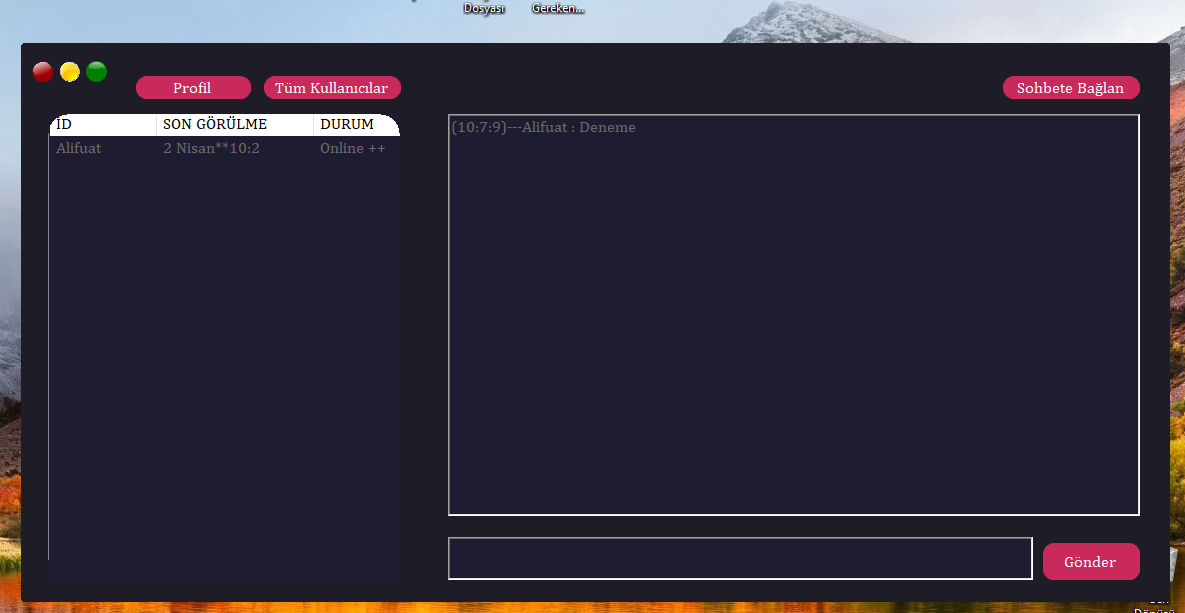 Dosyası
Gereken...
Profil
Tüm Kullanıcılar
Sohbete Bağlan
İD SON GÖRÜLME DURUM
Alifuat 2 Nisan**10:2 Online ++
(10:7:9)---Alifuat : Deneme
Gönder